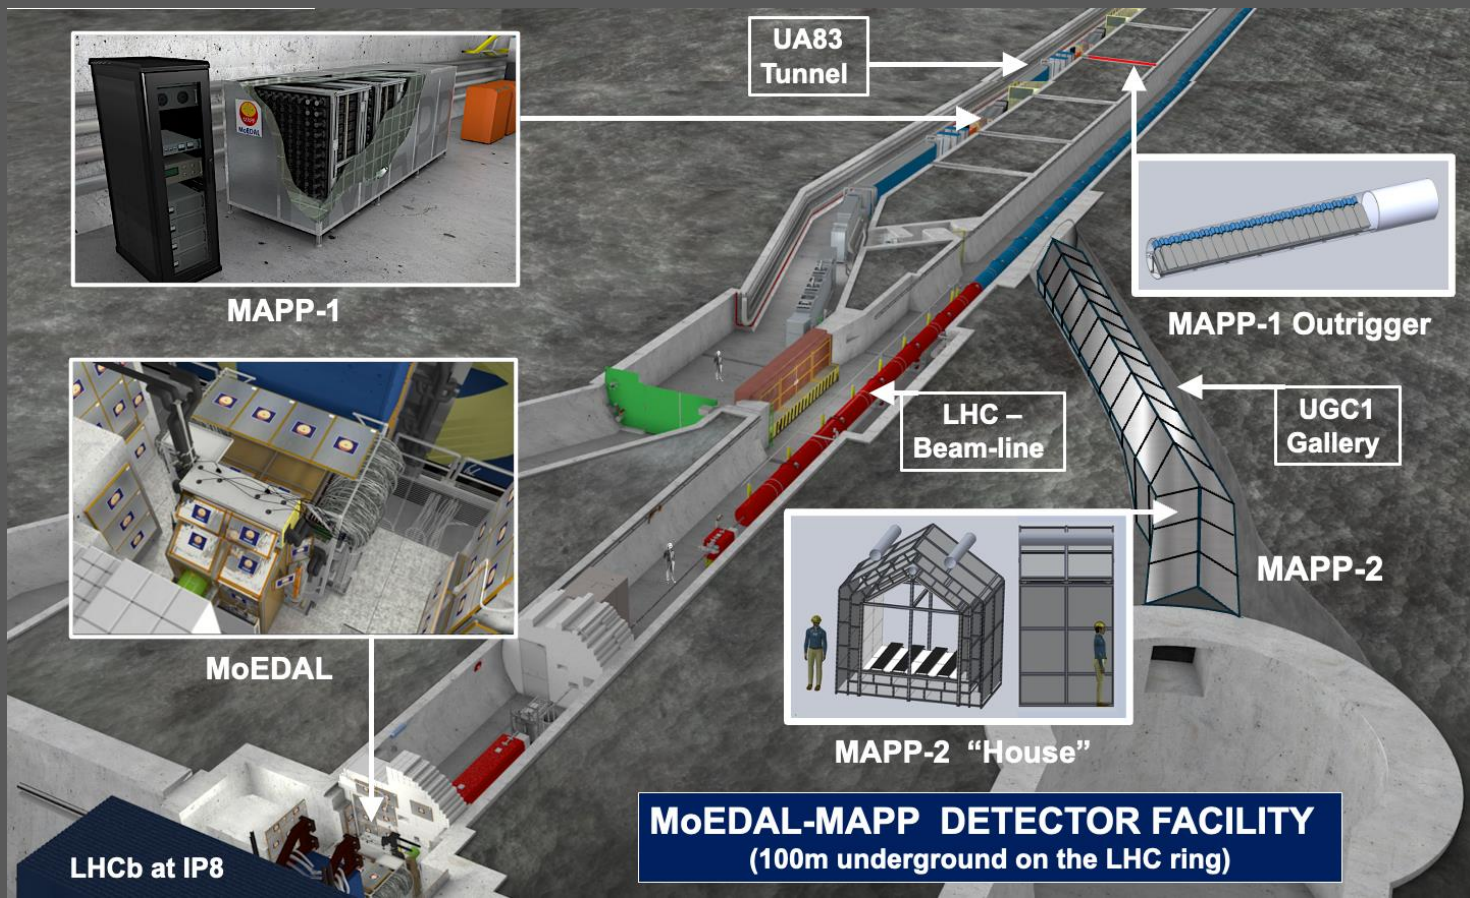 UA83
Tunnel
MoEDAL
MAPP-1
MAPP-1 Outrigger
LHC –
Beam-line
UGC1
Gallery
MoEDAL
MAPP-2
MAPP-2 “House”
MoEDAL-MAPP DETECTOR FACILITY
(100m underground on the LHC ring)
LHCb at IP8